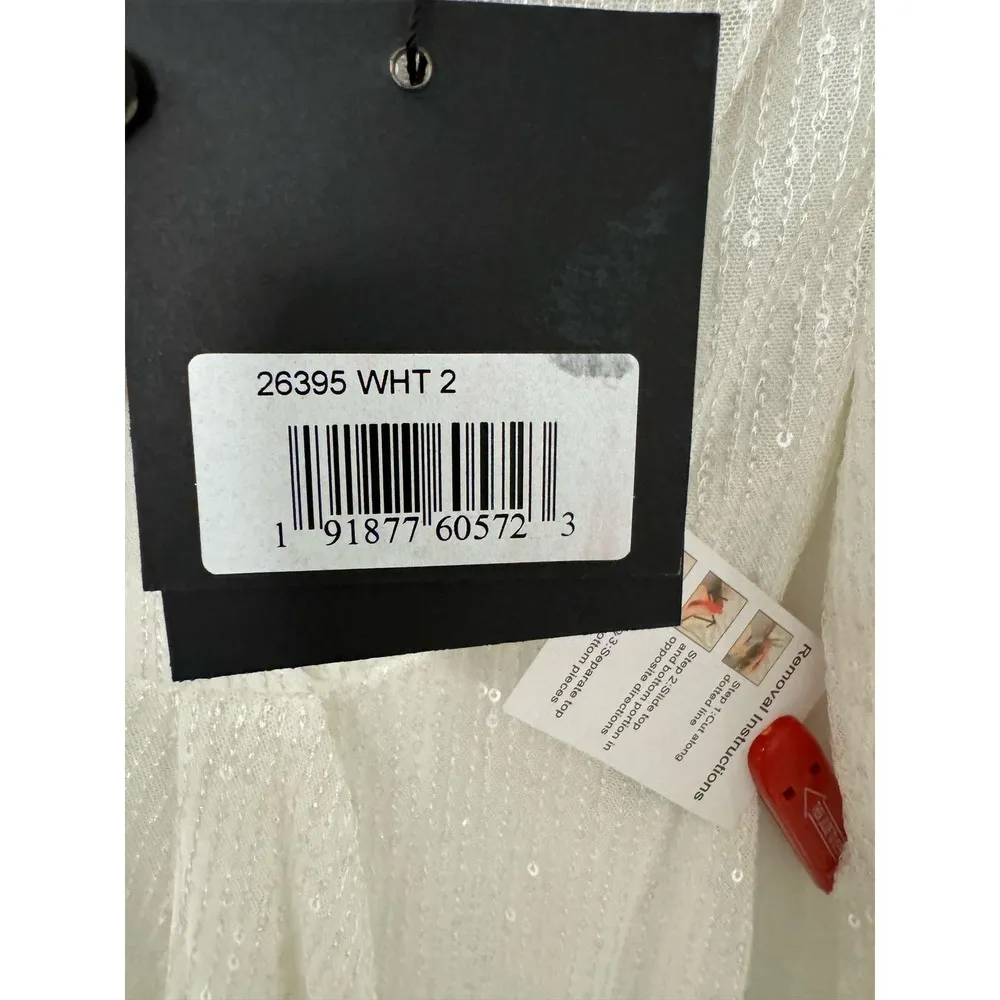 26395 WHT 2
1 91877 60572 3
Removal Instructions
Step 1:Cut along
dotted line
Step 2:Slide top
and bottom portion in
opposite directions
3:Separate top
bottom pieces